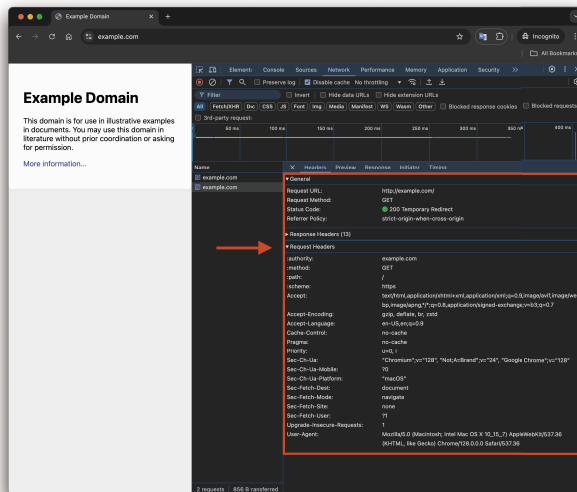 Example Domain
example.com
Incognito
All Bookmarks
Example Domain
This domain is for use in illustrative examples
in documents. You may use this domain in
literature without prior coordination or asking
for permission.
More information...
Elements Console Sources Network Performance Memory Application Security
Preserve log Disable cache No throttling
Filter Invert Hide data URLs Hide extension URLs
All Fetch/XHR Doc CSS JS Font Img Media Manifest WS Wasm Other Blocked response cookies Blocked requests
3rd-party request:
50 ms 100 ms 150 ms 200 ms 250 ms 300 ms 350 ms 400 ms
Name
example.com
example.com
X Headers Preview Response Initiator Timing
General
Request URL: http://example.com/
Request Method: GET
Status Code: 200 Temporary Redirect
Referrer Policy: strict-origin-when-cross-origin
Response Headers (13)
Request Headers
:authority: example.com
:method: GET
:path: /
:scheme: https
Accept: text/html,application/xhtml+xml,application/xml;q=0.9,image/avif,image/we
bp,image/apng,*/*;q=0.8,application/signed-exchange;v=b3;q=0.7
Accept-Encoding: gzip, deflate, br, zstd
Accept-Language: en-US,en;q=0.9
Cache-Control: no-cache
Pragma: no-cache
Priority: u=0, i
Sec-Ch-Ua: "Chromium";v="128", "Not;A=Brand";v="24", "Google Chrome";v="128"
Sec-Ch-Ua-Mobile: ?0
Sec-Ch-Ua-Platform: "macOS"
Sec-Fetch-Dest: document
Sec-Fetch-Mode: navigate
Sec-Fetch-Site: none
Sec-Fetch-User: ?1
Upgrade-Insecure-Requests: 1
User-Agent: Mozilla/5.0 (Macintosh; Intel Mac OS X 10_15_7) AppleWebKit/537.36
(KHTML, like Gecko) Chrome/128.0.0.0 Safari/537.36
2 requests 856 B transferred